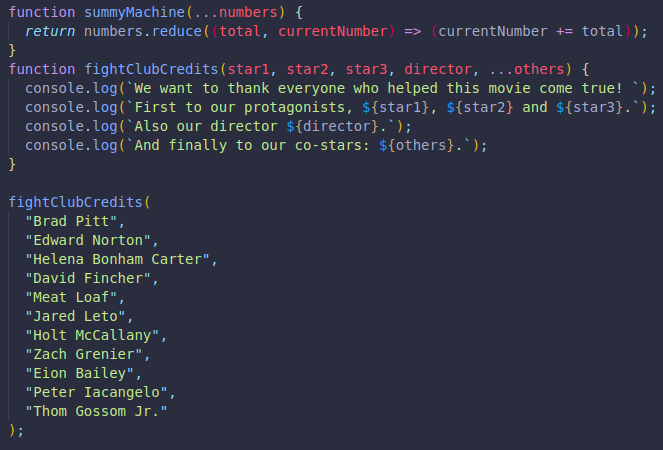 function summyMachine(...numbers) {
  return numbers.reduce((total, currentNumber) => (currentNumber += total));
}
function fightClubCredits(star1, star2, star3, director, ...others) {
  console.log(`We want to thank everyone who helped this movie come true! `);
  console.log(`First to our protagonists, ${star1}, ${star2} and ${star3}.`);
  console.log(`Also our director ${director}.`);
  console.log(`And finally to our co-stars: ${others}.`);
}

fightClubCredits(
  "Brad Pitt",
  "Edward Norton",
  "Helena Bonham Carter",
  "David Fincher",
  "Meat Loaf",
  "Jared Leto",
  "Holt McCallany",
  "Zach Grenier",
  "Eion Bailey",
  "Peter Iacangelo",
  "Thom Gossom Jr."
);